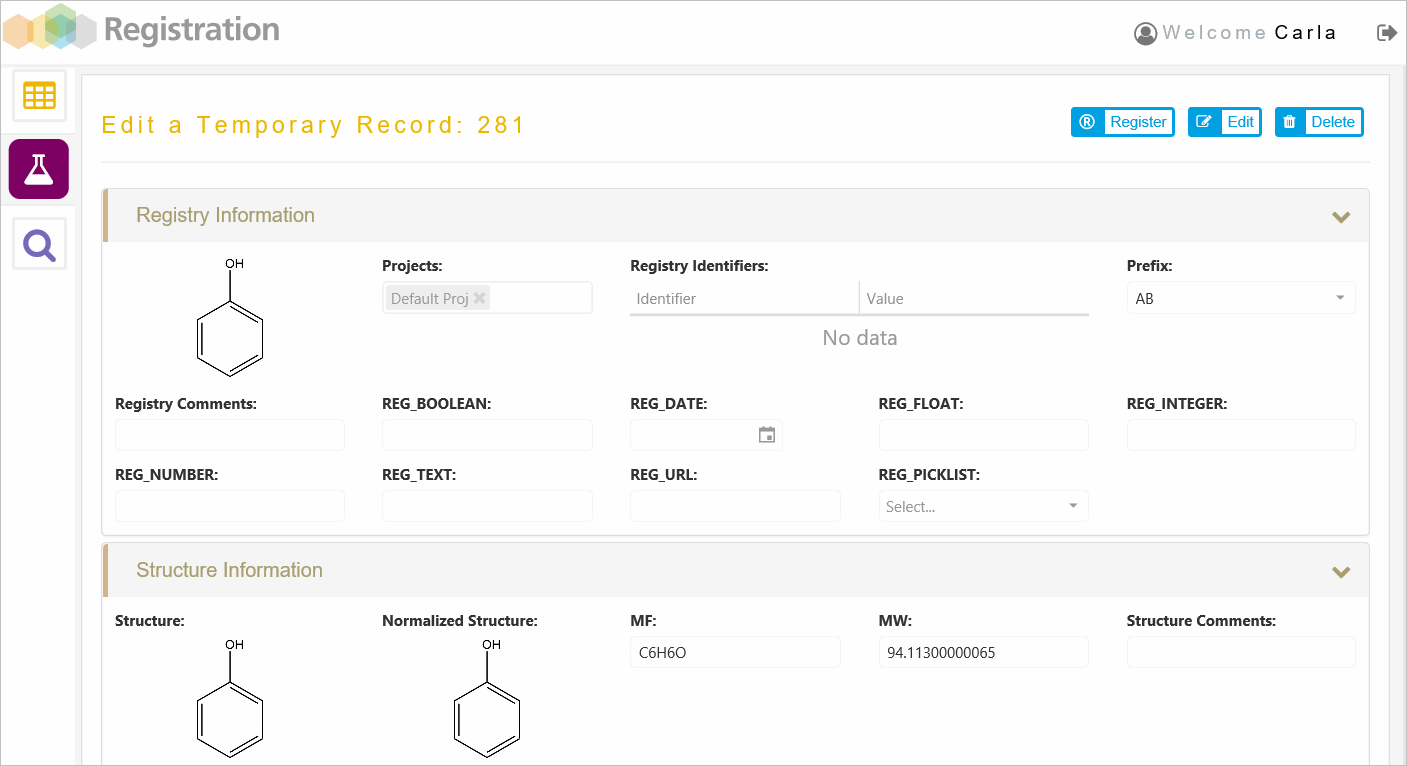 Registration
Welcome Carla
Edit a Temporary Record: 281
® Register Edit Delete
Registry Information
OH
Projects: Registry Identifiers: Prefix:
Default Proj Identifier Value AB
No data
Registry Comments: REG_BOOLEAN: REG_DATE: REG_FLOAT: REG_INTEGER:
REG_NUMBER: REG_TEXT: REG_URL: REG_PICKLIST:
Select...
Structure Information
Structure: Normalized Structure: MF: MW: Structure Comments:
OH OH C6H6O 94.11300000065